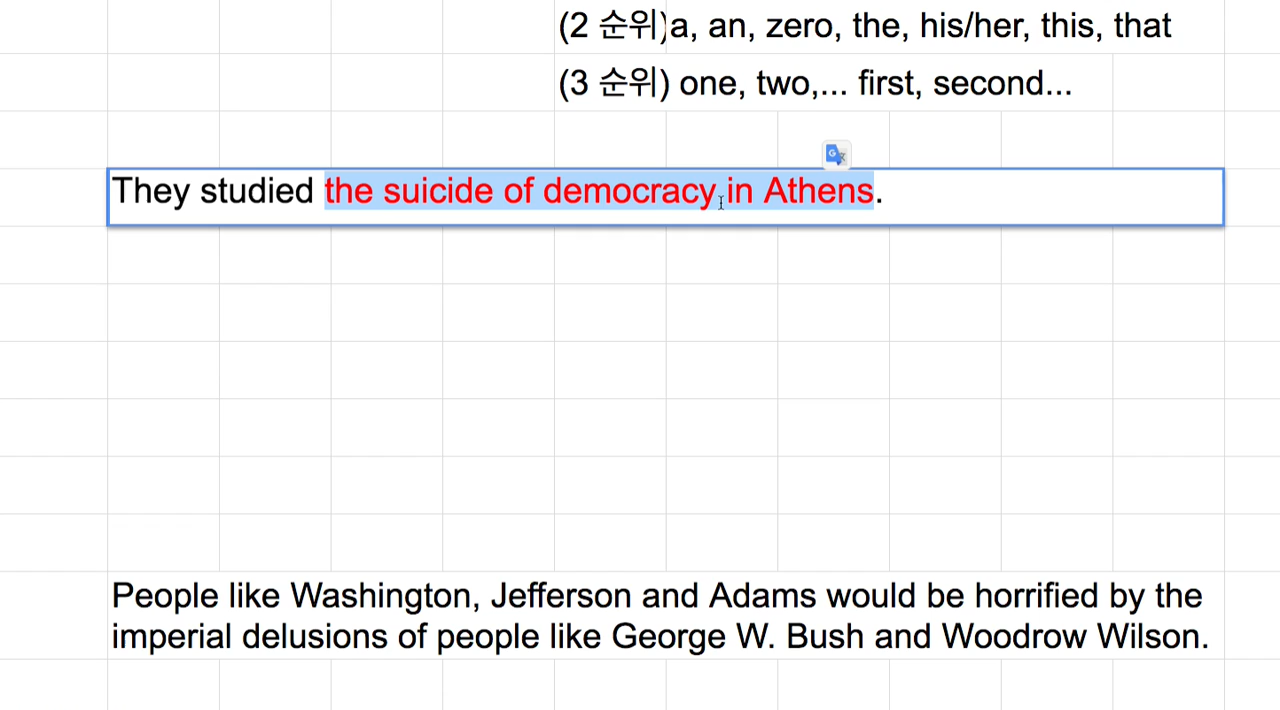 (2 순위)a, an, zero, the, his/her, this, that
(3 순위) one, two,... first, second...
They studied the suicide of democracy in Athens.
People like Washington, Jefferson and Adams would be horrified by the
imperial delusions of people like George W. Bush and Woodrow Wilson.